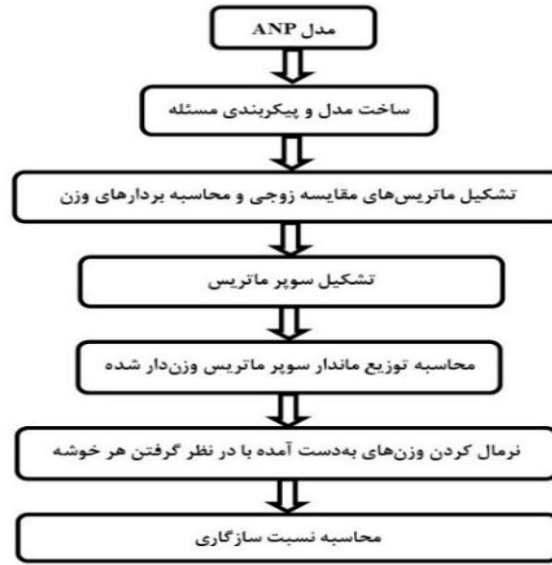 مدل ANP
ساخت مدل و پیکربندی مسئله
تشکیل ماتریس‌های مقایسه زوجی و محاسبه بردارهای وزن
تشکیل سوپر ماتریس
محاسبه توزیع ماندار سوپر ماتریس وزن‌دار شده
نرمال کردن وزن‌های به‌دست آمده با در نظر گرفتن هر خوشه
محاسبه نسبت سازگاری